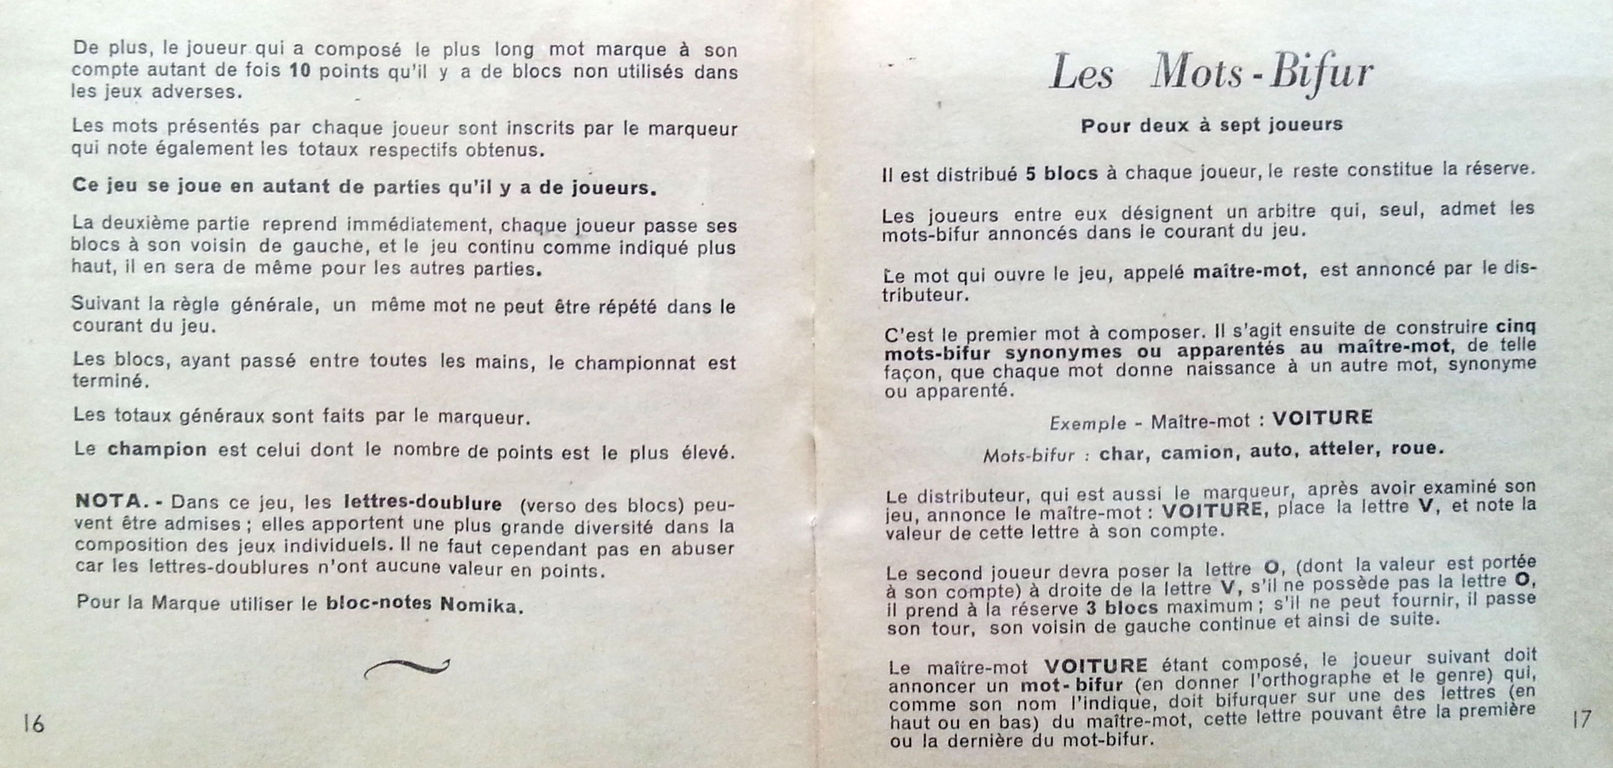 De plus, le joueur qui a composé le plus long mot marque à son
compte autant de fois 10 points qu'il y a de blocs non utilisés dans
les jeux adverses.
Les mots présentés par chaque joueur sont inscrits par le marqueur
qui note également les totaux respectifs obtenus.
Ce jeu se joue en autant de parties qu'il y a de joueurs.
La deuxième partie reprend immédiatement, chaque joueur passe ses
blocs à son voisin de gauche, et le jeu continu comme indiqué plus
haut, il en sera de même pour les autres parties.
Suivant la règle générale, un même mot ne peut être répété dans le
courant du jeu.
Les blocs, ayant passé entre toutes les mains, le championnat est
terminé.
Les totaux généraux sont faits par le marqueur.
Le champion est celui dont le nombre de points est le plus élevé.
NOTA. - Dans ce jeu, les lettres-doublure (verso des blocs) peu-
vent être admises ; elles apportent une plus grande diversité dans la
composition des jeux individuels. Il ne faut cependant pas en abuser
car les lettres-doublures n'ont aucune valeur en points.
Pour la Marque utiliser le bloc-notes Nomika.
16
Les Mots-Bifur
Pour deux à sept joueurs
Il est distribué 5 blocs à chaque joueur, le reste constitue la réserve.
Les joueurs entre eux désignent un arbitre qui, seul, admet les
mots-bifur annoncés dans le courant du jeu.
Le mot qui ouvre le jeu, appelé maître-mot, est annoncé par le dis-
tributeur.
C'est le premier mot à composer. Il s'agit ensuite de construire cinq
mots-bifur synonymes ou apparentés au maître-mot, de telle
façon, que chaque mot donne naissance à un autre mot, synonyme
ou apparenté.
Exemple - Maître-mot : VOITURE
Mots-bifur : char, camion, auto, atteler, roue.
Le distributeur, qui est aussi le marqueur, après avoir examiné son
jeu, annonce le maître-mot : VOITURE, place la lettre V, et note la
valeur de cette lettre à son compte.
Le second joueur devra poser la lettre O, (dont la valeur est portée
à son compte) à droite de la lettre V, s'il ne possède pas la lettre O,
il prend à la réserve 3 blocs maximum ; s'il ne peut fournir, il passe
son tour, son voisin de gauche continue et ainsi de suite.
Le maître-mot VOITURE étant composé, le joueur suivant doit
annoncer un mot-bifur (en donner l'orthographe et le genre) qui,
comme son nom l'indique, doit bifurquer sur une des lettres (en
haut ou en bas) du maître-mot, cette lettre pouvant être la première
ou la dernière du mot-bifur.
17